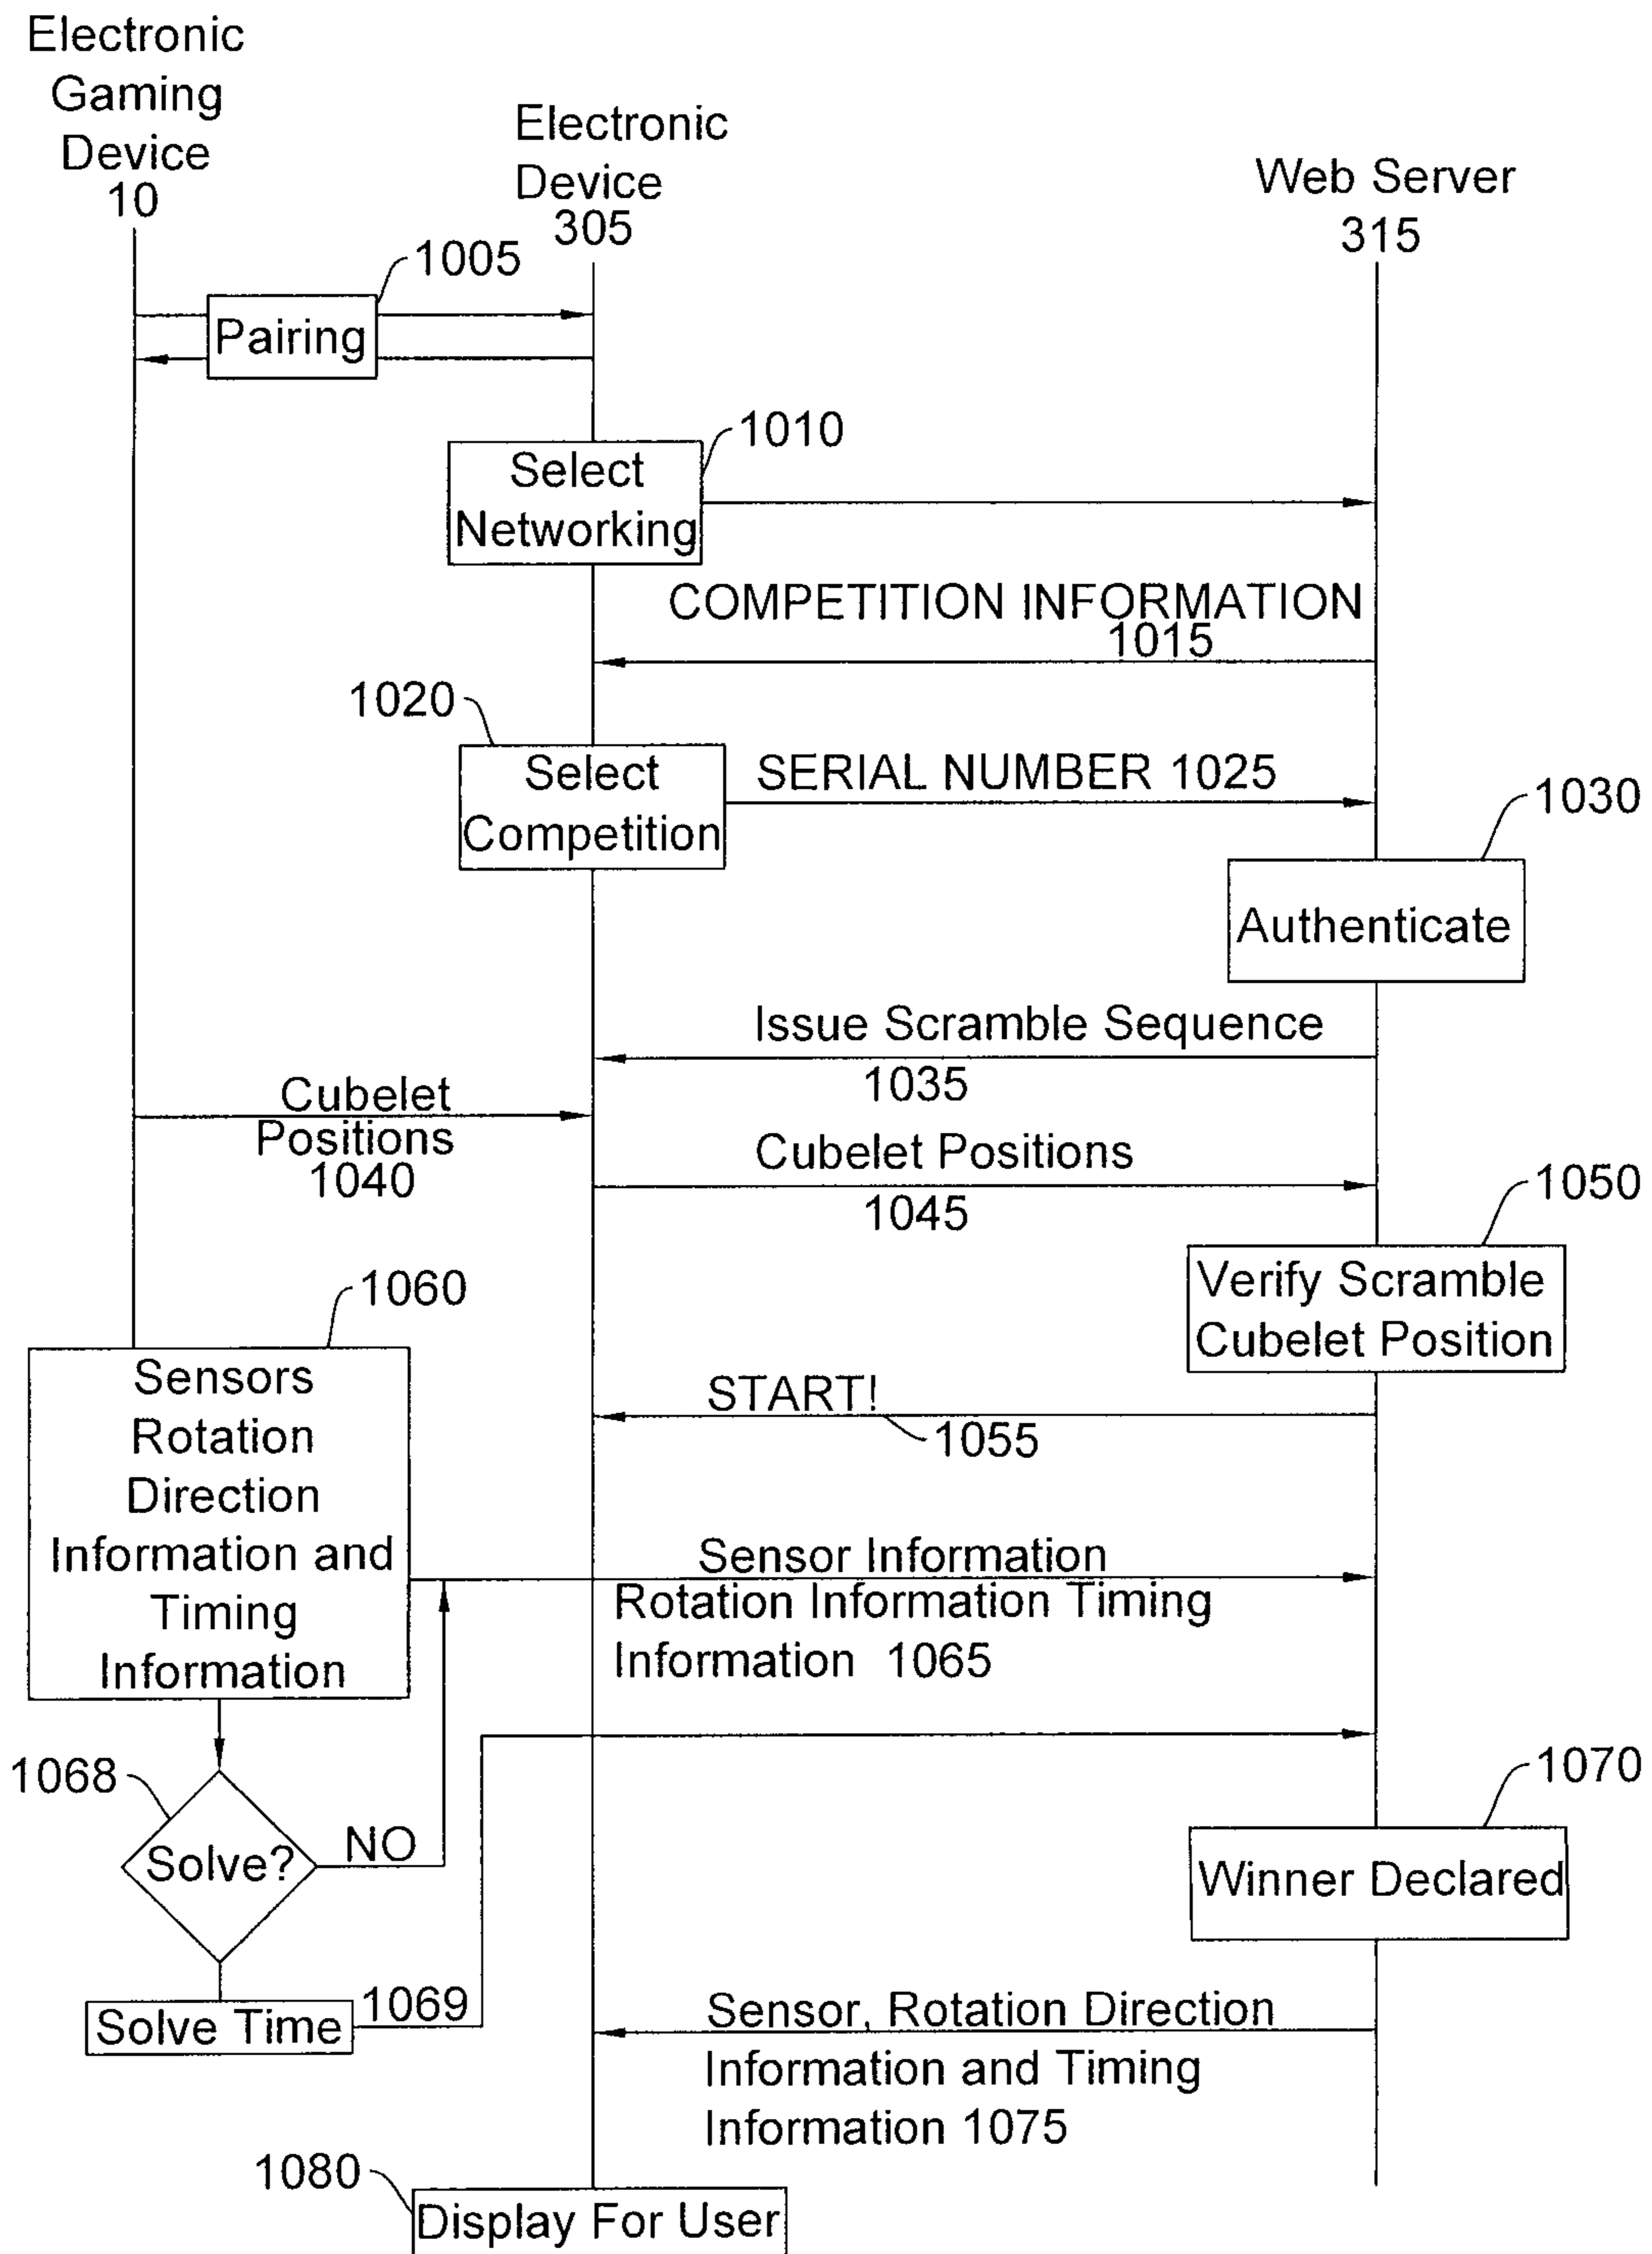 Electronic
Gaming
Device
10
Electronic
Device
305
Web Server
315
1005
Pairing
1010
Select
Networking
COMPETITION INFORMATION
1015
1020
Select
Competition
SERIAL NUMBER 1025
1030
Authenticate
Issue Scramble Sequence
1035
Cubelet
Positions
1040
Cubelet Positions
1045
1050
Verify Scramble
Cubelet Position
1060
Sensors
Rotation
Direction
Information and
Timing
Information
START!
1055
Sensor Information
Rotation Information Timing
Information 1065
1068
Solve?
NO
1070
Winner Declared
Solve Time
1069
Sensor, Rotation Direction
Information and Timing
Information 1075
1080
Display For User